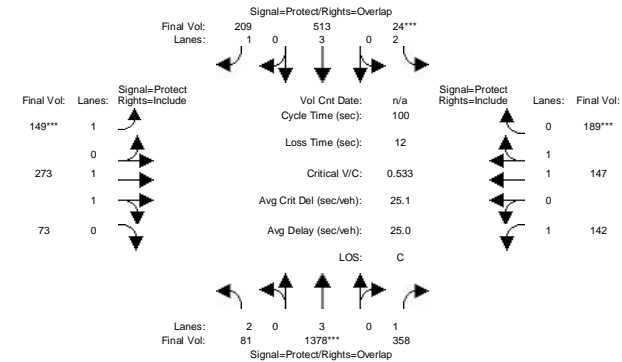 Signal=Protect/Rights=Overlap
Final Vol: 209 513 24***
Lanes: 1 0 3 0 2
Signal=Protect
Final Vol: Lanes: Rights=Include
Vol Cnt Date: n/a
Signal=Protect
Rights=Include Lanes: Final Vol:
Cycle Time (sec): 100
149*** 1
0 189***
Loss Time (sec): 12
0
1
273 1
Critical V/C: 0.533
1 147
1
Avg Crit Del (sec/veh): 25.1
0
73 0
Avg Delay (sec/veh): 25.0
1 142
LOS: C
Lanes: 2 0 3 0 1
Final Vol: 81 1378*** 358
Signal=Protect/Rights=Overlap